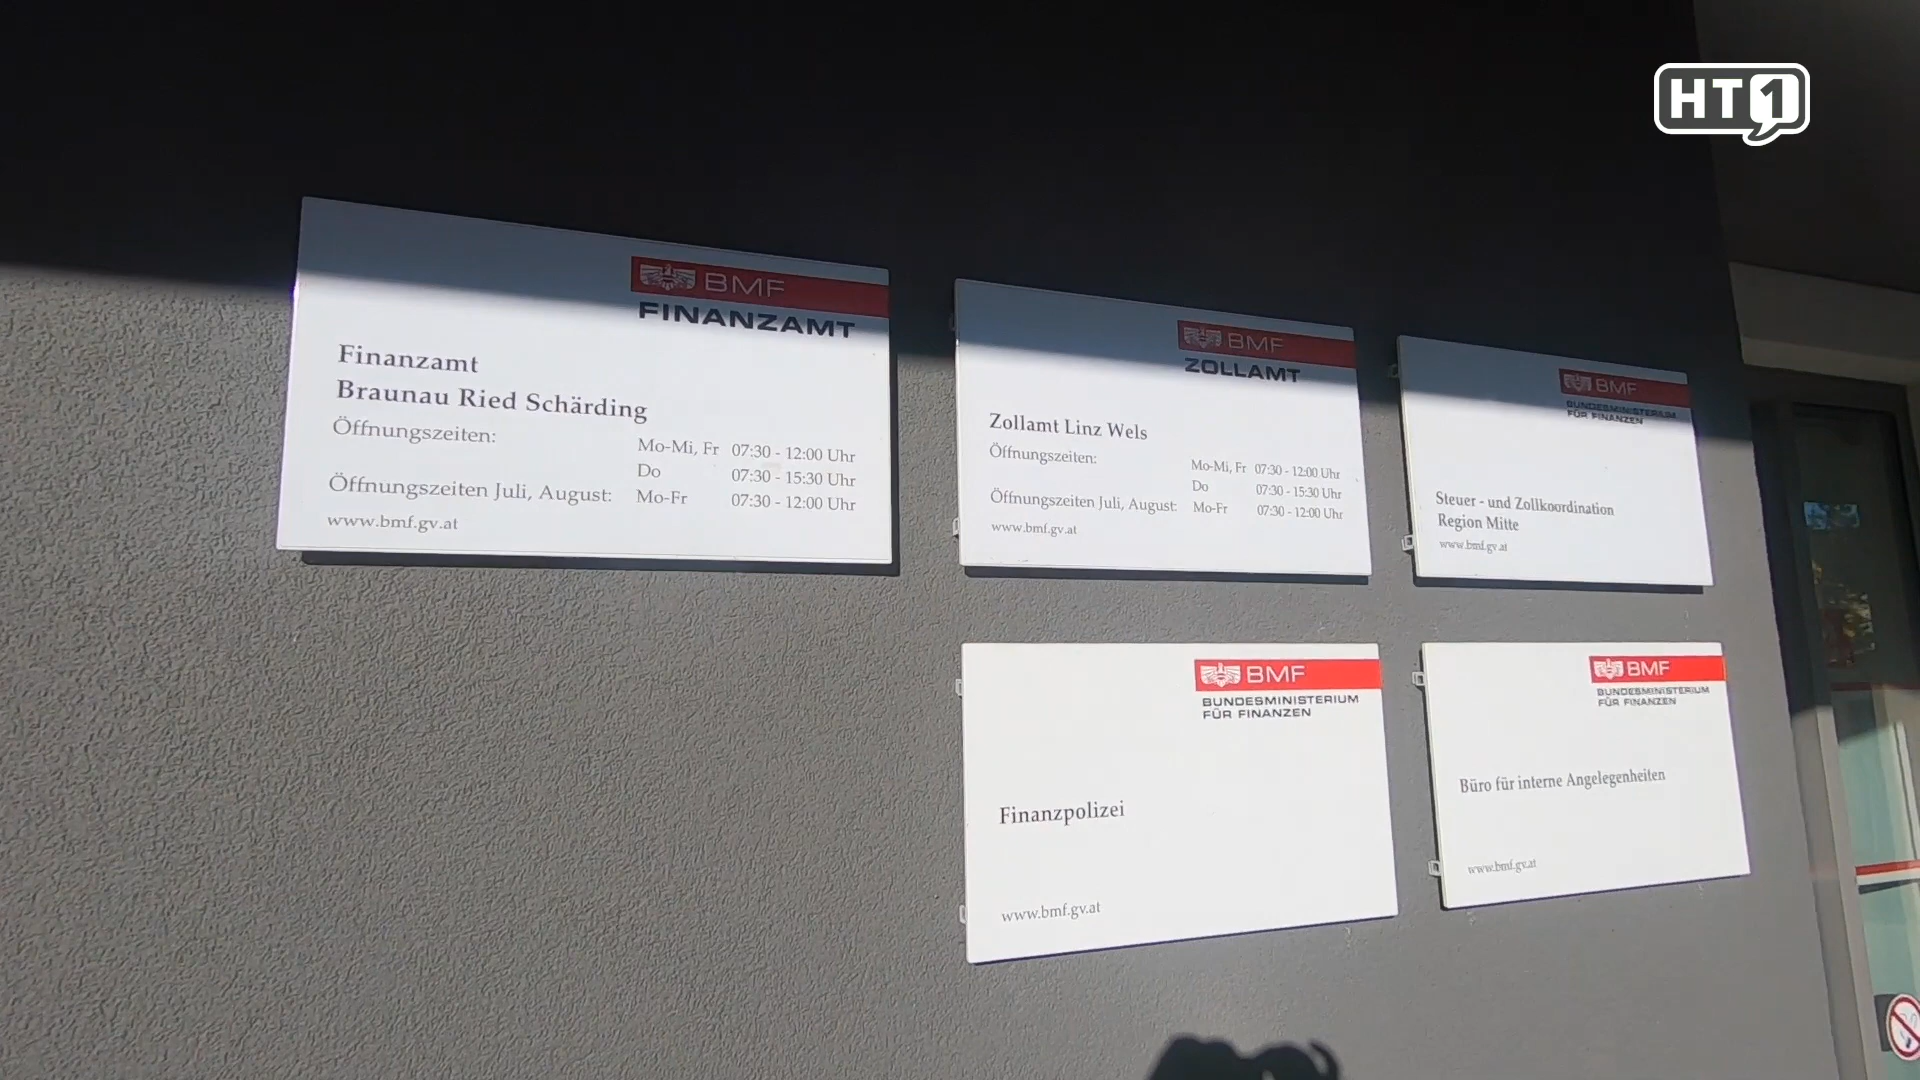 HT1
BMF
FINANZAMT
Finanzamt
Braunau Ried Schärding
Öffnungszeiten:
Mo-Mi, Fr 07:30 - 12:00 Uhr
Do 07:30 - 15:30 Uhr
Öffnungszeiten Juli, August: Mo-Fr 07:30 - 12:00 Uhr
www.bmf.gv.at
BMF
ZOLLAMT
Zollamt Linz Wels
Öffnungszeiten:
Mo-Mi, Fr 07:30 - 12:00 Uhr
Do 07:30 - 15:30 Uhr
Öffnungszeiten Juli, August: Mo-Fr 07:30 - 12:00 Uhr
www.bmf.gv.at
BMF
BUNDESMINISTERIUM
FÜR FINANZEN
Steuer - und Zollkoordination
Region Mitte
www.bmf.gv.at
BMF
BUNDESMINISTERIUM
FÜR FINANZEN
Finanzpolizei
www.bmf.gv.at
BMF
BUNDESMINISTERIUM
FÜR FINANZEN
Büro für interne Angelegenheiten
www.bmf.gv.at